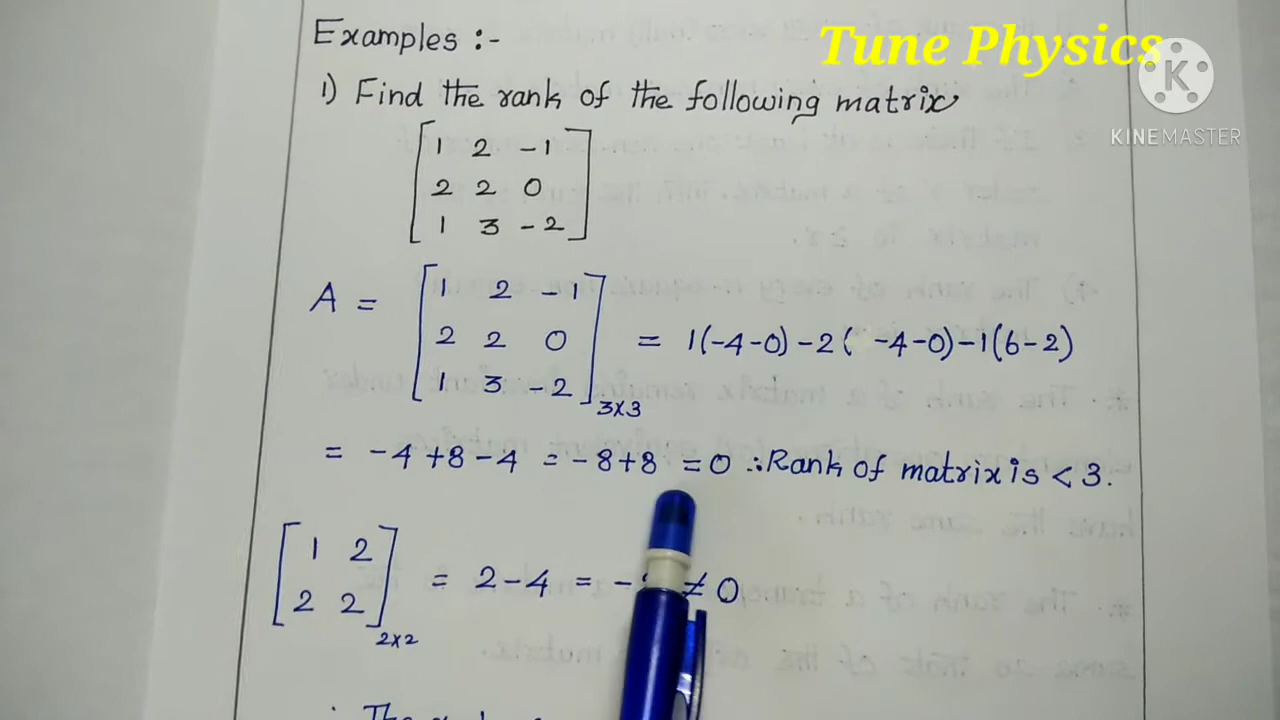 Examples :-
Tune Physics
K
KINEMASTER
1) Find the rank of the following matrix
1 2 -1
2 2 0
1 3 -2
A = [1 2 -1
2 2 0
1 3 -2] 3x3 = 1(-4-0) -2( -4-0) -1(6-2)
= -4 +8 -4 = -8+8 = 0 ∴ Rank of matrix is < 3.
[1 2
2 2] 2x2 = 2-4 = - ≠ 0
The